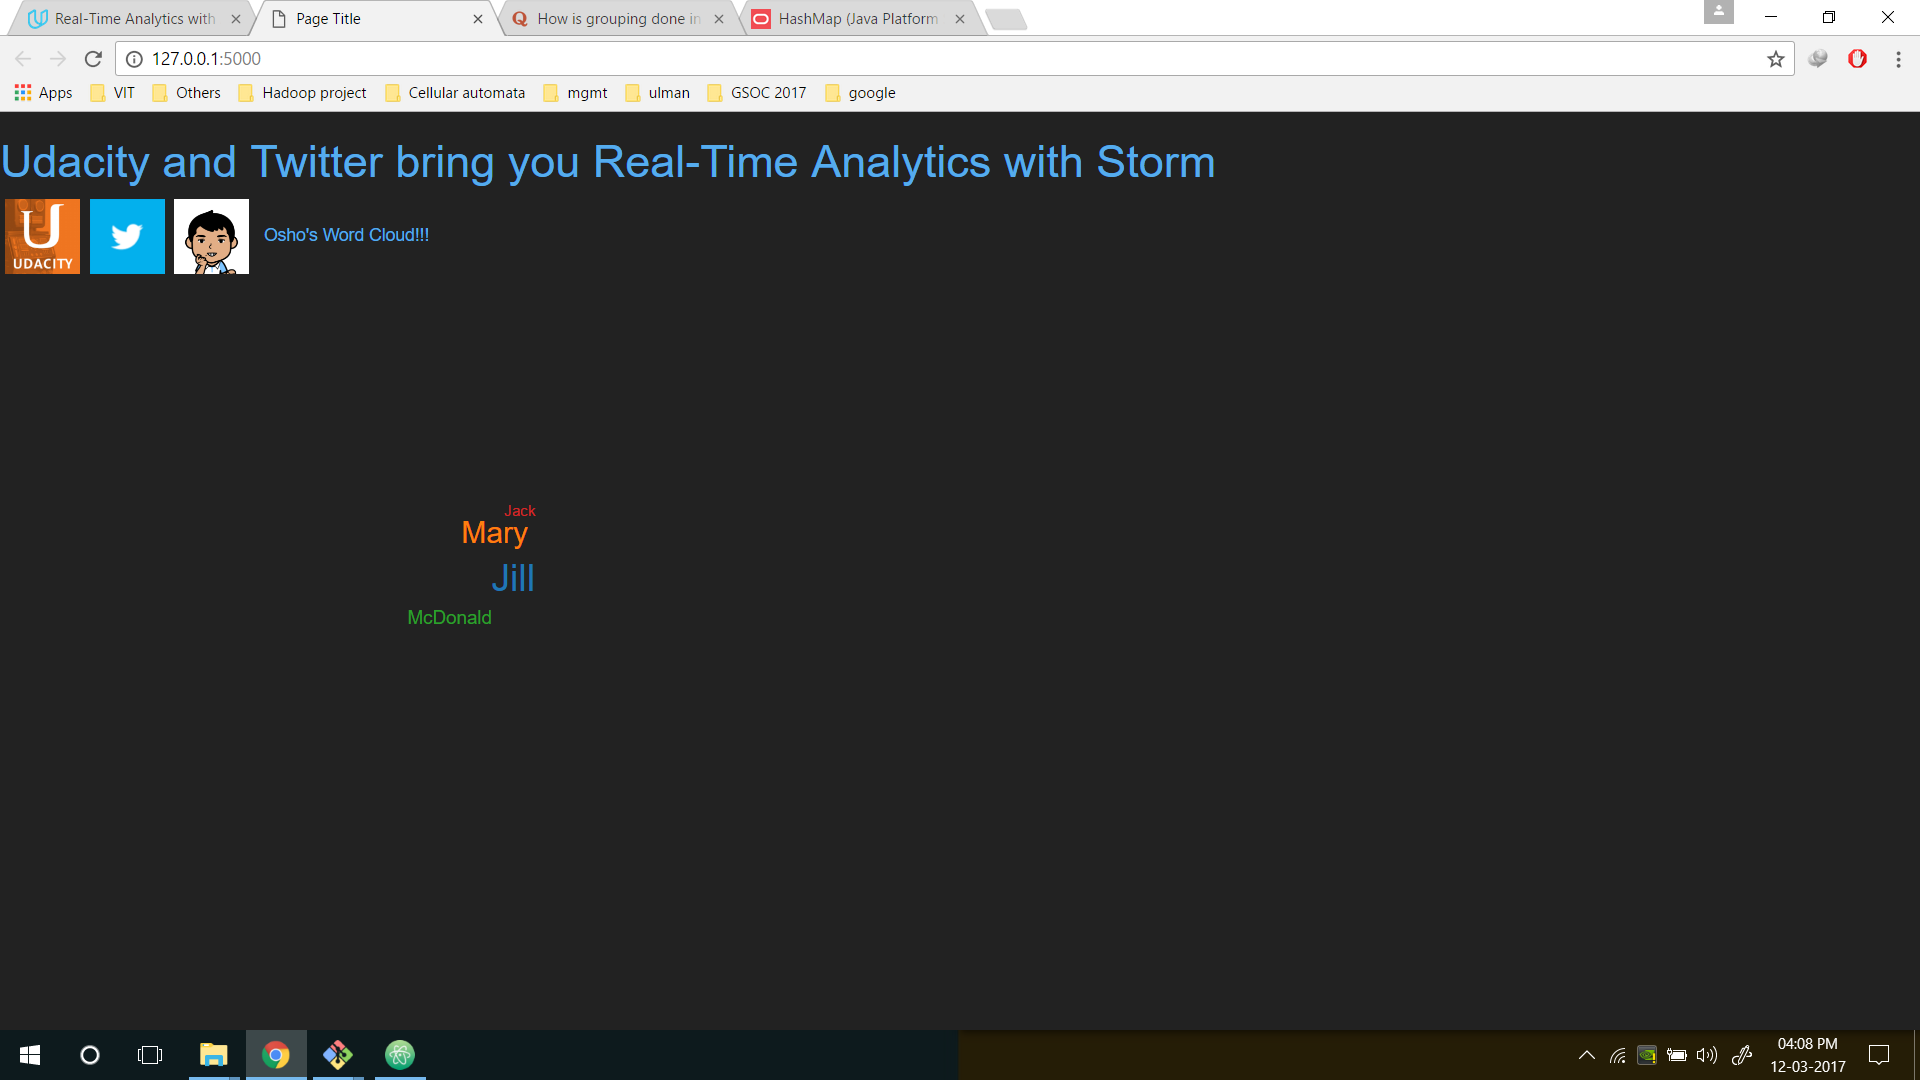 Real-Time Analytics with
Page Title
How is grouping done in
HashMap (Java Platform
127.0.0.1:5000
Apps VIT Others Hadoop project Cellular automata mgmt ulman GSOC 2017 google
Udacity and Twitter bring you Real-Time Analytics with Storm
UDACITY
Osho's Word Cloud!!!
Jack
Mary
Jill
McDonald
04:08 PM
12-03-2017